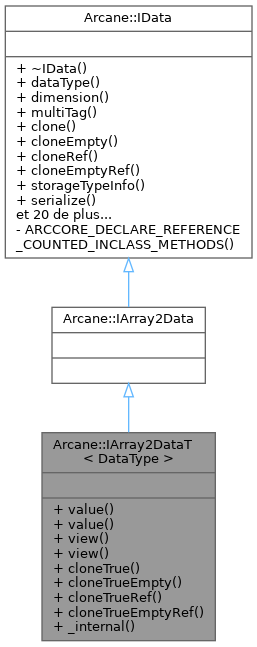 Arcane::IData
+ ~IData()
+ dataType()
+ dimension()
+ multiTag()
+ clone()
+ cloneEmpty()
+ cloneRef()
+ cloneEmptyRef()
+ storageTypeInfo()
+ serialize()
et 20 de plus...
- ARCCORE_DECLARE_REFERENCE
_COUNTED_INCLASS_METHODS()
Arcane::IArray2Data
Arcane::IArray2DataT
< DataType >
+ value()
+ value()
+ view()
+ view()
+ cloneTrue()
+ cloneTrueEmpty()
+ cloneTrueRef()
+ cloneTrueEmptyRef()
+ _internal()